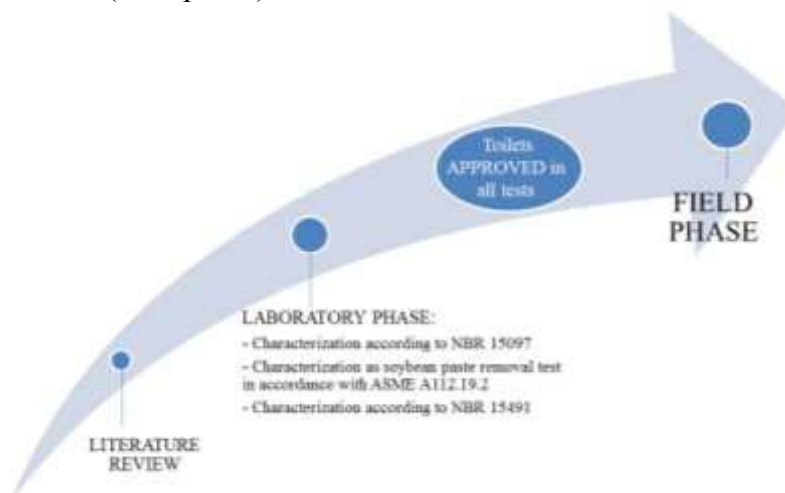 Toilets
APPROVED in
all tests
FIELD
PHASE
LABORATORY PHASE:
- Characterization according to NBR 15097
- Characterization as soybean paste removal test
in accordance with ASME A112.19.2
- Characterization according to NBR 15491
LITERATURE
REVIEW